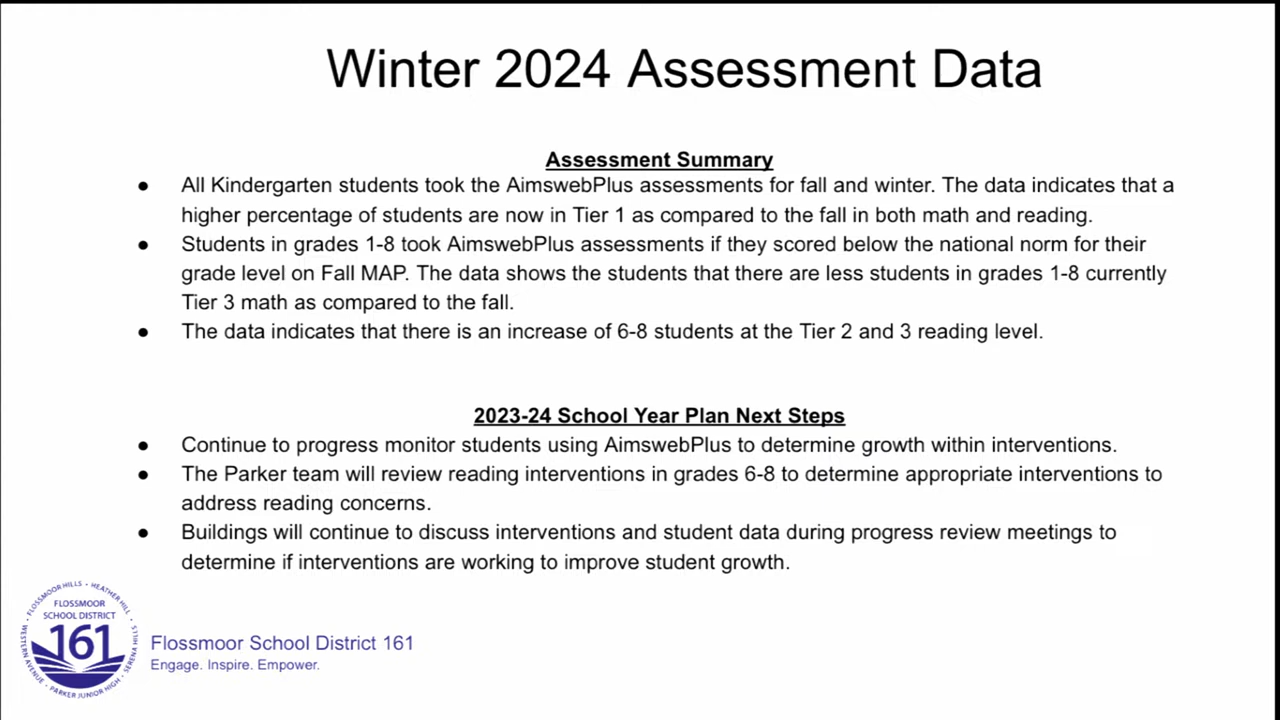 Winter 2024 Assessment Data
Assessment Summary
● All Kindergarten students took the AimswebPlus assessments for fall and winter. The data indicates that a
higher percentage of students are now in Tier 1 as compared to the fall in both math and reading.
● Students in grades 1-8 took AimswebPlus assessments if they scored below the national norm for their
grade level on Fall MAP. The data shows the students that there are less students in grades 1-8 currently
Tier 3 math as compared to the fall.
● The data indicates that there is an increase of 6-8 students at the Tier 2 and 3 reading level.
2023-24 School Year Plan Next Steps
● Continue to progress monitor students using AimswebPlus to determine growth within interventions.
● The Parker team will review reading interventions in grades 6-8 to determine appropriate interventions to
address reading concerns.
● Buildings will continue to discuss interventions and student data during progress review meetings to
determine if interventions are working to improve student growth.
FLOSSMOOR HILLS • HEATHER HILL • SERENA HILLS • PARKER JUNIOR HIGH • WESTERN AVENUE •
FLOSSMOOR
SCHOOL DISTRICT
161
Flossmoor School District 161
Engage. Inspire. Empower.